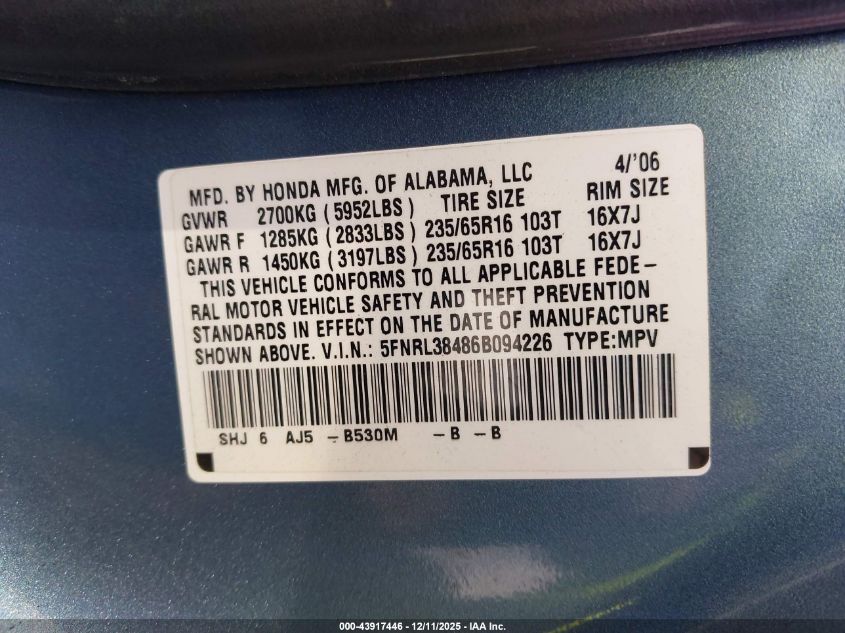 MFD. BY HONDA MFG. OF ALABAMA, LLC 4/'06
GVWR 2700KG (5952LBS) TIRE SIZE RIM SIZE
GAWR F 1285KG (2833LBS) 235/65R16 103T 16X7J
GAWR R 1450KG (3197LBS) 235/65R16 103T 16X7J
THIS VEHICLE CONFORMS TO ALL APPLICABLE FEDE-
RAL MOTOR VEHICLE SAFETY AND THEFT PREVENTION
STANDARDS IN EFFECT ON THE DATE OF MANUFACTURE
SHOWN ABOVE. V.I.N.: 5FNRL38486B094226 TYPE:MPV
SHJ 6 AJ5 -B530M -B -B
000-43917446 - 12/11/2025 - IAA Inc.